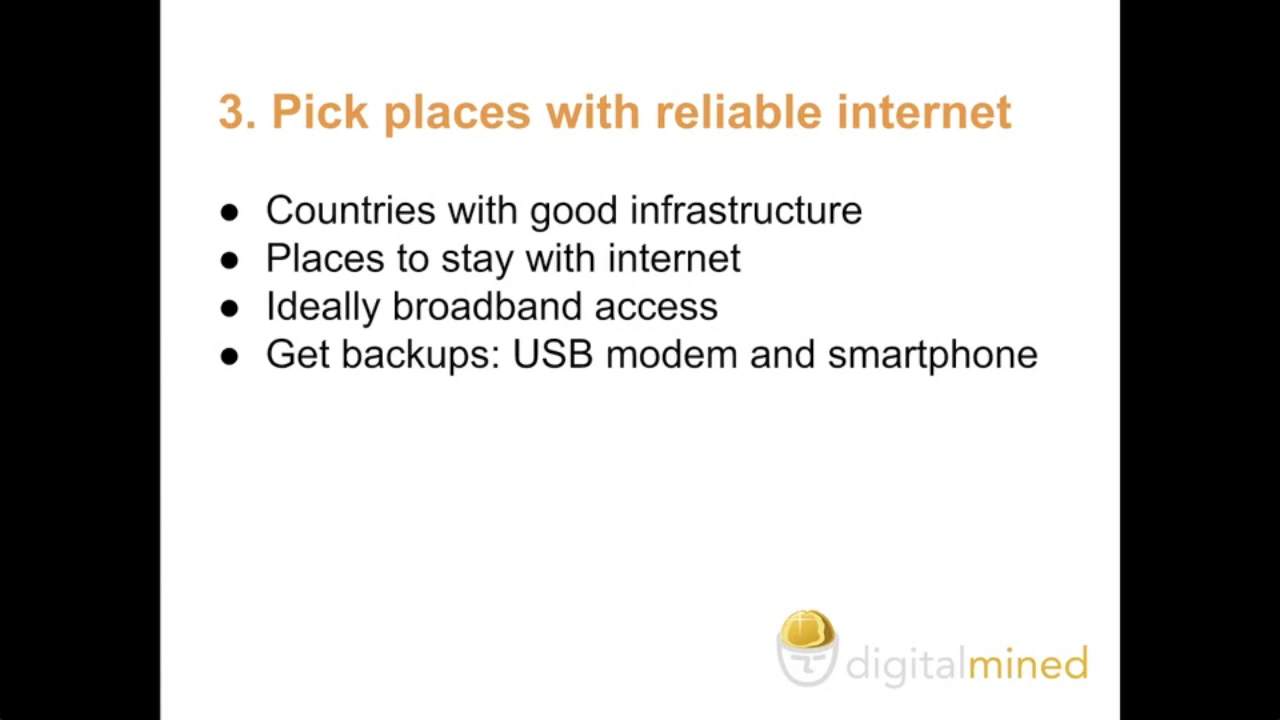 3. Pick places with reliable internet
● Countries with good infrastructure
● Places to stay with internet
● Ideally broadband access
● Get backups: USB modem and smartphone
digitalmined